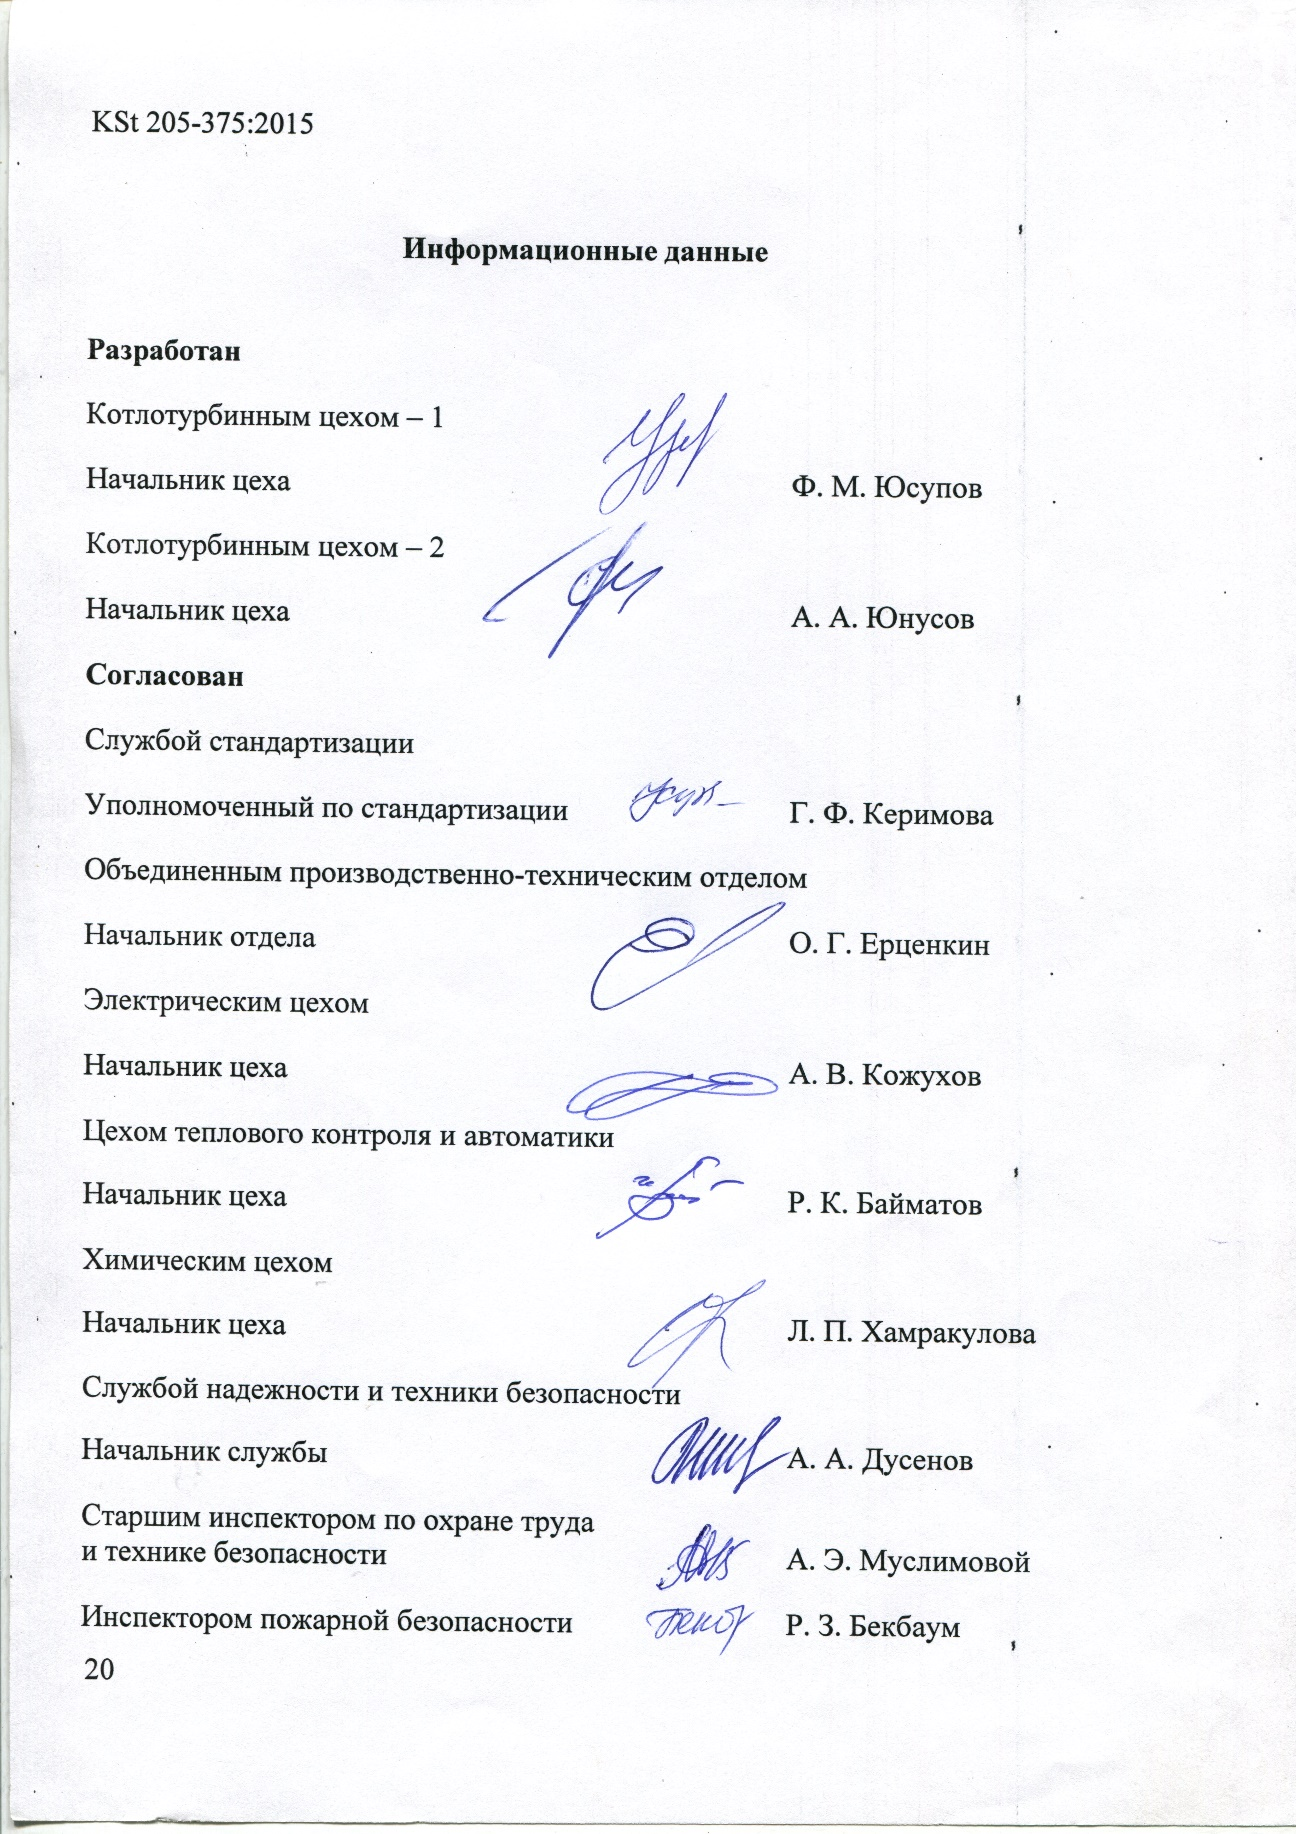 KSt 205-375:2015
Информационные данные
Разработан
Котлотурбинным цехом – 1
Начальник цеха Ф. М. Юсупов
Котлотурбинным цехом – 2
Начальник цеха А. А. Юнусов
Согласован
Службой стандартизации
Уполномоченный по стандартизации Г. Ф. Керимова
Объединенным производственно-техническим отделом
Начальник отдела О. Г. Ерценкин
Электрическим цехом
Начальник цеха А. В. Кожухов
Цехом теплового контроля и автоматики
Начальник цеха Р. К. Байматов
Химическим цехом
Начальник цеха Л. П. Хамракулова
Службой надежности и техники безопасности
Начальник службы А. А. Дусенов
Старшим инспектором по охране труда
и технике безопасности А. Э. Муслимовой
Инспектором пожарной безопасности Р. З. Бекбаум
20